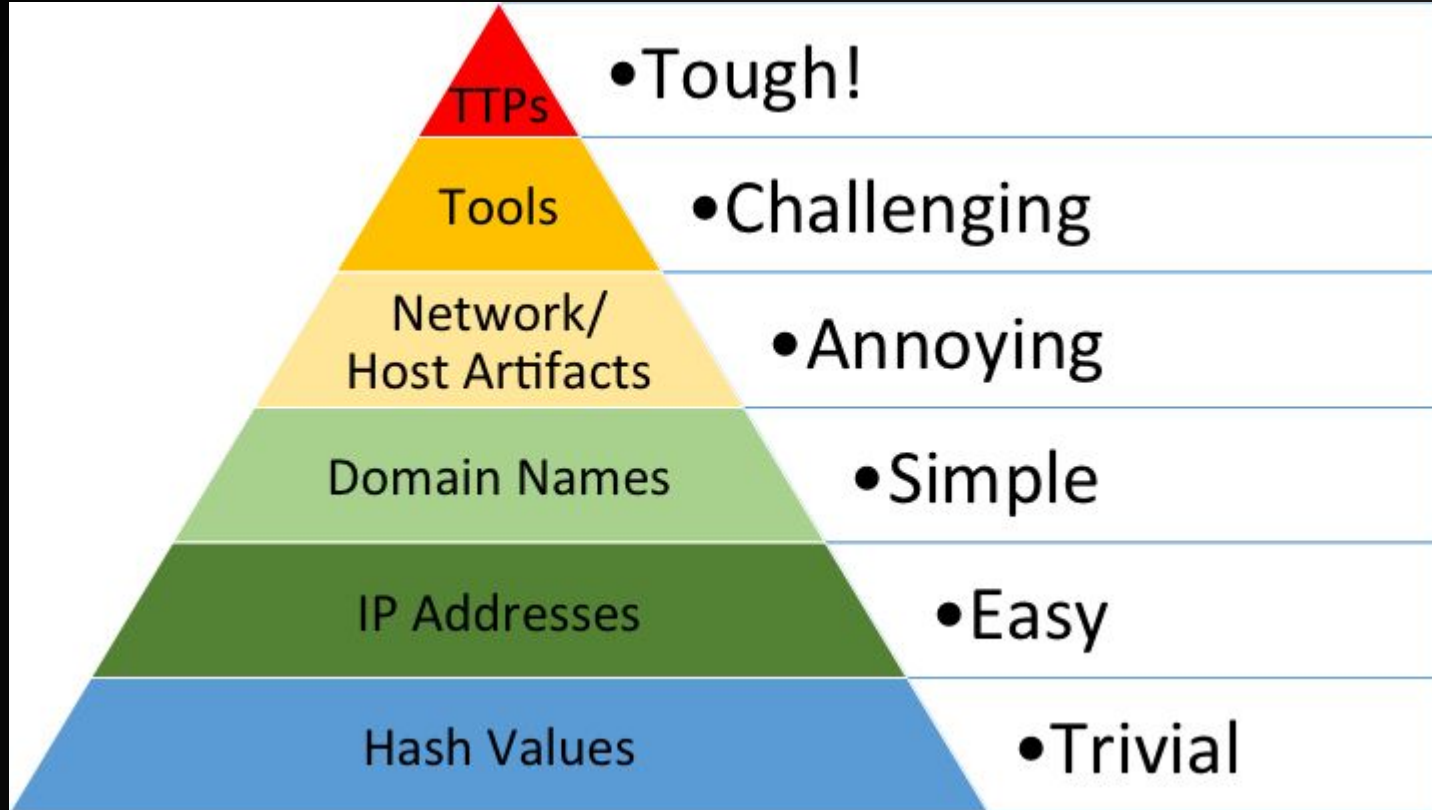 TTPs
•Tough!
Tools
•Challenging
Network/
Host Artifacts
•Annoying
Domain Names
•Simple
IP Addresses
•Easy
Hash Values
•Trivial